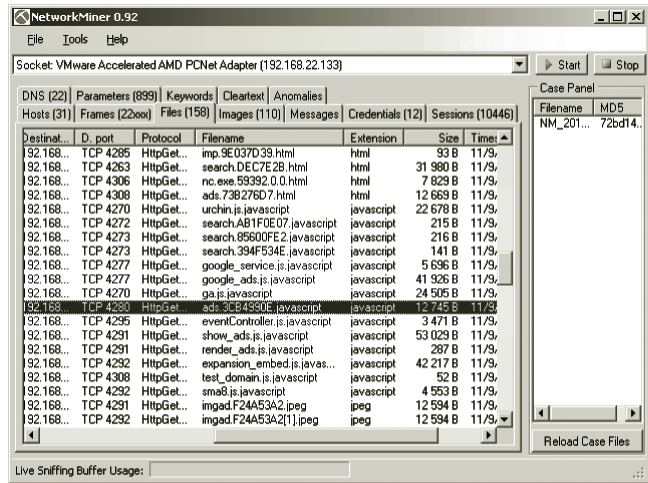 NetworkMiner 0.92
File Tools Help
Socket: VMware Accelerated AMD PCNet Adapter (192.168.22.133)
Start
Stop
DNS (22) Parameters (899) Keywords Cleartext Anomalies
Hosts (31) Frames (22xxx) Files (158) Images (110) Messages Credentials (12) Sessions (10446)
Destinat... D. port Protocol Filename Extension Size Time:
192.168... TCP 4285 HttpGet... imp.9E037D39.html html 93 B 11/9/
192.168... TCP 4263 HttpGet... search.DEC7E2B.html html 31 980 B 11/9/
192.168... TCP 4306 HttpGet... nc.exe.59392.0.0.html html 7 829 B 11/9/
192.168... TCP 4308 HttpGet... ads.73B276D7.html html 12 669 B 11/9/
192.168... TCP 4270 HttpGet... urchin.js.javascript javascript 22 678 B 11/9/
192.168... TCP 4272 HttpGet... search.AB1F0E07.javascript javascript 215 B 11/9/
192.168... TCP 4273 HttpGet... search.85600FE2.javascript javascript 216 B 11/9/
192.168... TCP 4273 HttpGet... search.394F534E.javascript javascript 141 B 11/9/
192.168... TCP 4277 HttpGet... google_service.js.javascript javascript 5 696 B 11/9/
192.168... TCP 4277 HttpGet... google_ads.js.javascript javascript 41 926 B 11/9/
192.168... TCP 4270 HttpGet... ga.js.javascript javascript 24 505 B 11/9/
192.168... TCP 4280 HttpGet... ads.3CB4990E.javascript javascript 12 745 B 11/9/
192.168... TCP 4295 HttpGet... eventController.js.javascript javascript 3 471 B 11/9/
192.168... TCP 4291 HttpGet... show_ads.js.javascript javascript 53 029 B 11/9/
192.168... TCP 4291 HttpGet... render_ads.js.javascript javascript 287 B 11/9/
192.168... TCP 4292 HttpGet... expansion_embed.js.javas... javascript 42 217 B 11/9/
192.168... TCP 4308 HttpGet... test_domain.js.javascript javascript 52 B 11/9/
192.168... TCP 4292 HttpGet... sma8.js.javascript javascript 4 553 B 11/9/
192.168... TCP 4291 HttpGet... imgad.F24A53A2.jpeg jpeg 12 594 B 11/9/
192.168... TCP 4292 HttpGet... imgad.F24A53A2[1].jpeg jpeg 12 594 B 11/9/
Case Panel
Filename MD5
NM_201... 72bd14...
Reload Case Files
Live Sniffing Buffer Usage: